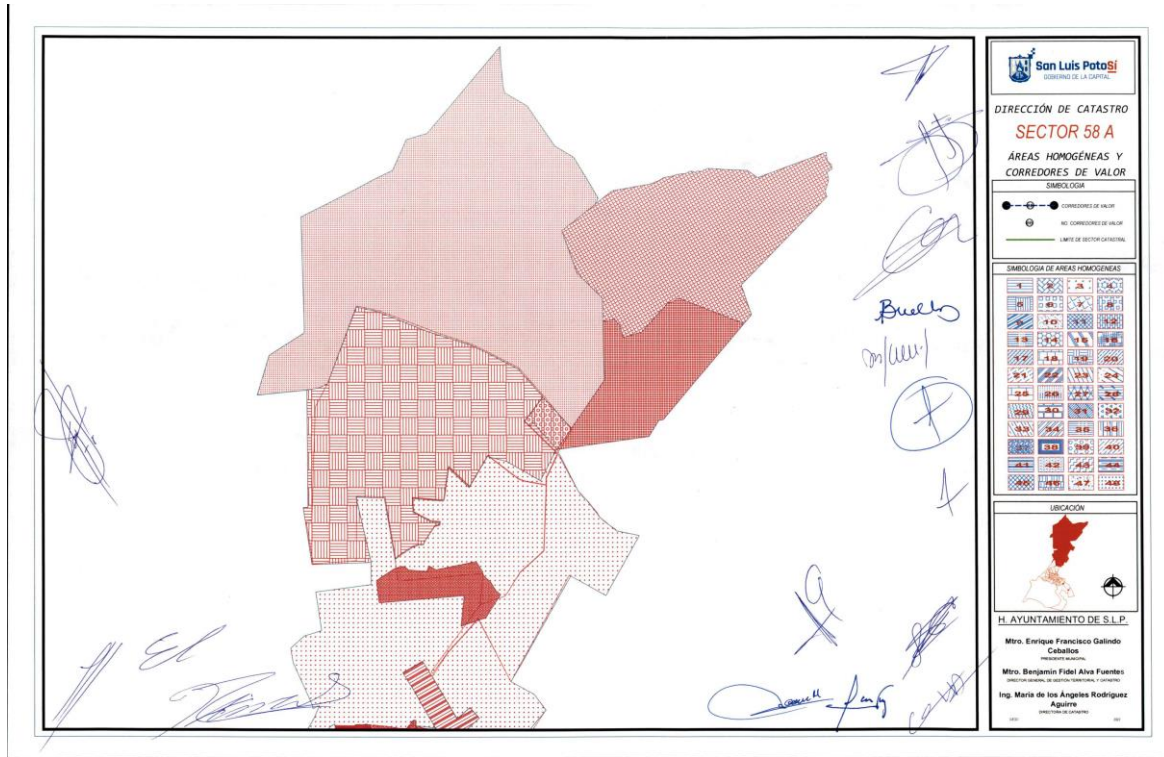 San Luis PotoSí
GOBIERNO DE LA CAPITAL
DIRECCIÓN DE CATASTRO
SECTOR 58 A
ÁREAS HOMOGÉNEAS Y
CORREDORES DE VALOR
SIMBOLOGIA
CORREDORES DE VALOR
NO. CORREDORES DE VALOR
LIMITE DE SECTOR CATASTRAL
SIMBOLOGIA DE AREAS HOMOGENEAS
1 2 3 4
5 6 7 8
9 10 11 12
13 14 15 16
17 18 19 20
21 22 23 24
25 26 27 28
29 30 31 32
33 34 35 36
37 38 39 40
41 42 43 44
45 46 47 48
UBICACIÓN
H. AYUNTAMIENTO DE S.L.P.
Mtro. Enrique Francisco Galindo
Ceballos
PRESIDENTE MUNICIPAL
Mtro. Benjamin Fidel Alva Fuentes
DIRECTOR GENERAL DE GESTIÓN TERRITORIAL Y CATASTRO
Ing. María de los Ángeles Rodríguez
Aguirre
DIRECTORA DE CATASTRO